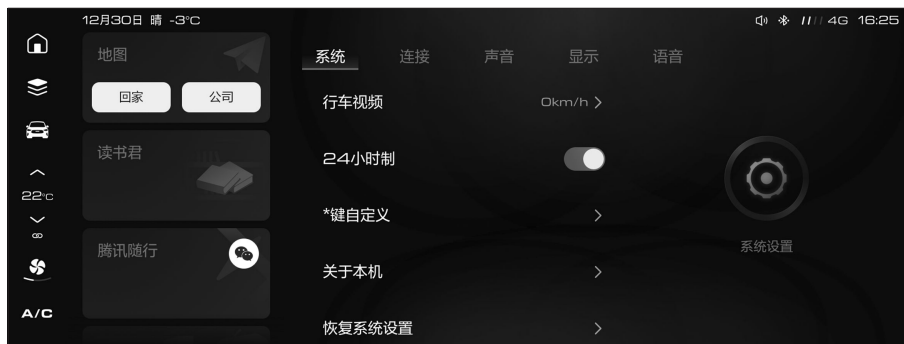 12月30日 晴 -3°C
4G 16:25
地图
回家 公司
读书君
腾讯随行
22°C
A/C
系统 连接 声音 显示 语音
行车视频 0km/h
24小时制
*键自定义
关于本机
恢复系统设置
系统设置